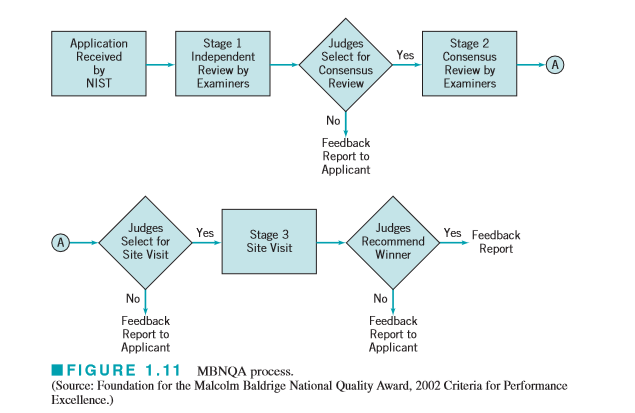 Application
Received
by
NIST
Stage 1
Independent
Review by
Examiners
Judges
Select for
Consensus
Review
Yes
Stage 2
Consensus
Review by
Examiners
A
No
Feedback
Report to
Applicant
A
Judges
Select for
Site Visit
Yes
Stage 3
Site Visit
Judges
Recommend
Winner
Yes
Feedback
Report
No
Feedback
Report to
Applicant
No
Feedback
Report to
Applicant
FIGURE 1.11 MBNQA process.
(Source: Foundation for the Malcolm Baldrige National Quality Award, 2002 Criteria for Performance
Excellence.)